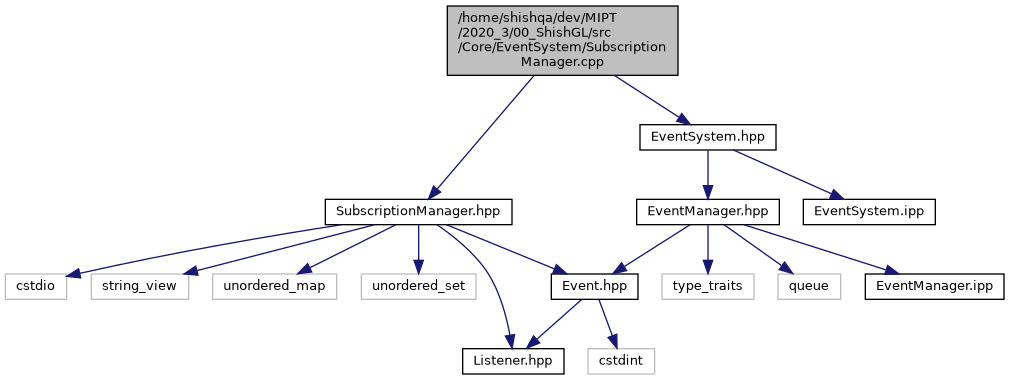 /home/shishqa/dev/MIPT
/2020_3/00_ShishGL/src
/Core/EventSystem/Subscription
Manager.cpp
EventSystem.hpp
SubscriptionManager.hpp
EventManager.hpp
EventSystem.ipp
cstdio
string_view
unordered_map
unordered_set
Event.hpp
type_traits
queue
EventManager.ipp
Listener.hpp
cstdint